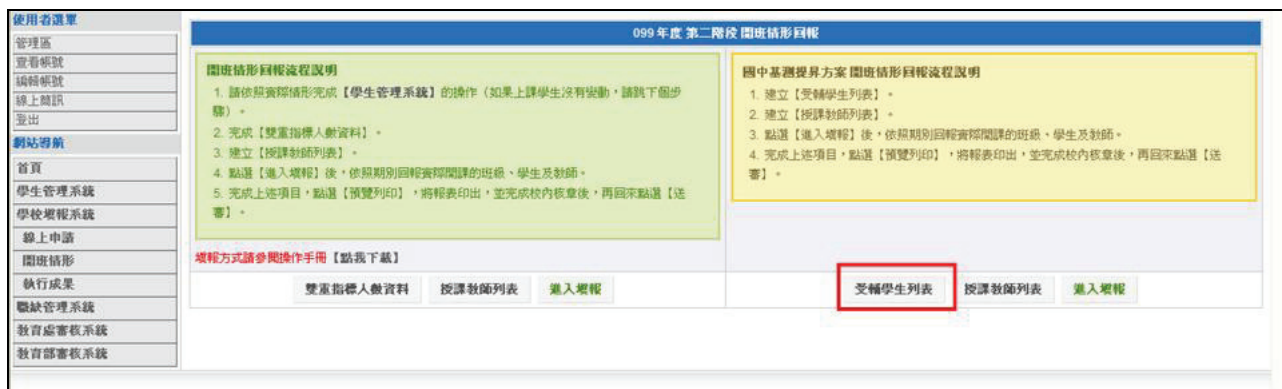 使用者選單
管理區
查看帳號
編輯帳號
線上簡訊
登出
網站導航
首頁
學生管理系統
學校填報系統
線上申請
開班情形
執行成果
職缺管理系統
教育處審核系統
教育部審核系統
099年度 第二階段 開班情形回報
開班情形回報流程說明
1. 請依照實際情形完成【學生管理系統】的操作（如果上課學生沒有變動，請跳下個步
驟）。
2. 完成【雙重指標人數資料】。
3. 建立【授課教師列表】。
4. 點選【進入填報】後，依照期別回報實際開課的班級、學生及教師。
5. 完成上述項目，點選【預覽列印】，將報表印出，並完成校內核章後，再回來點選【送
審】。
填報方式請參閱操作手冊【點我下載】
雙重指標人數資料 授課教師列表 進入填報
國中基測提昇方案 開班情形回報流程說明
1. 建立【受輔學生列表】。
2. 建立【授課教師列表】。
3. 點選【進入填報】後，依照期別回報實際開課的班級、學生及教師。
4. 完成上述項目，點選【預覽列印】，將報表印出，並完成校內核章後，再回來點選【送
審】。
受輔學生列表 授課教師列表 進入填報